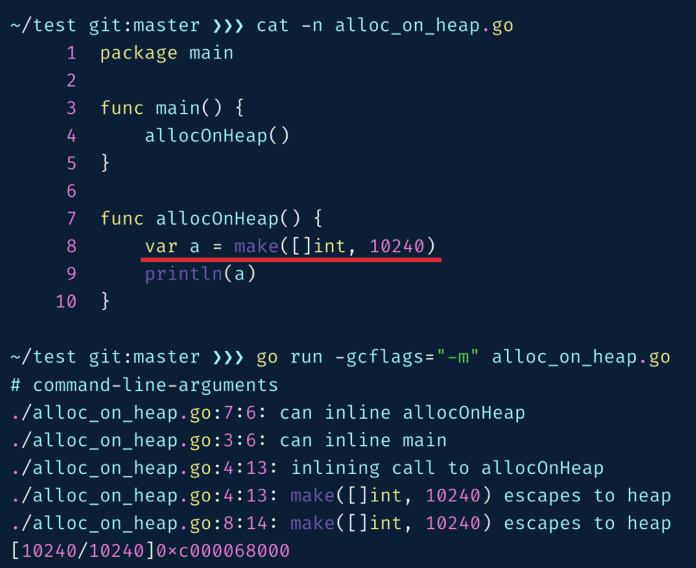 ~/test git:master ❯❯❯ cat -n alloc_on_heap.go
1 package main
2
3 func main() {
4     allocOnHeap()
5 }
6
7 func allocOnHeap() {
8     var a = make([]int, 10240)
9     println(a)
10 }
~/test git:master ❯❯❯ go run -gcflags="-m" alloc_on_heap.go
# command-line-arguments
./alloc_on_heap.go:7:6: can inline allocOnHeap
./alloc_on_heap.go:3:6: can inline main
./alloc_on_heap.go:4:13: inlining call to allocOnHeap
./alloc_on_heap.go:4:13: make([]int, 10240) escapes to heap
./alloc_on_heap.go:8:14: make([]int, 10240) escapes to heap
[10240/10240]0xc000068000